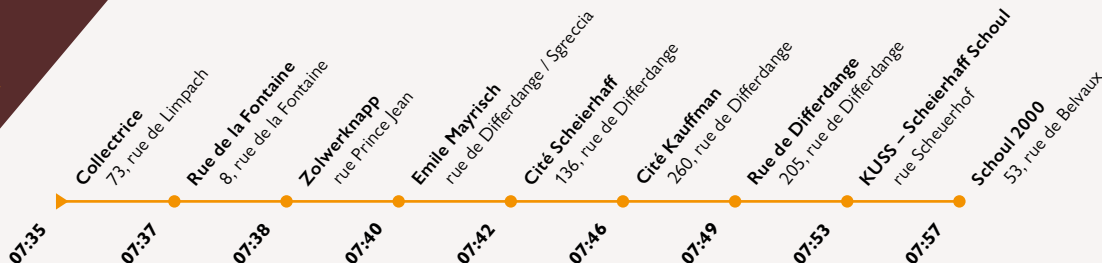 Collectrice
73, rue de Limpach
Rue de la Fontaine
8, rue de la Fontaine
Zolwerknapp
rue Prince Jean
Emile Mayrisch
rue de Differdange / Sgreccia
Cité Scheierhaff
136, rue de Differdange
Cité Kauffman
260, rue de Differdange
Rue de Differdange
205, rue de Differdange
KUSS – Scheierhaff Schoul
rue Scheuerhof
Schoul 2000
53, rue de Belvaux
07:35
07:37
07:38
07:40
07:42
07:46
07:49
07:53
07:57